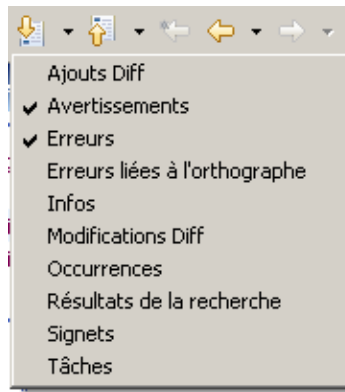 Ajouts Diff
Avertissements
Erreurs
Erreurs liées à l'orthographe
Infos
Modifications Diff
Occurrences
Résultats de la recherche
Signets
Tâches